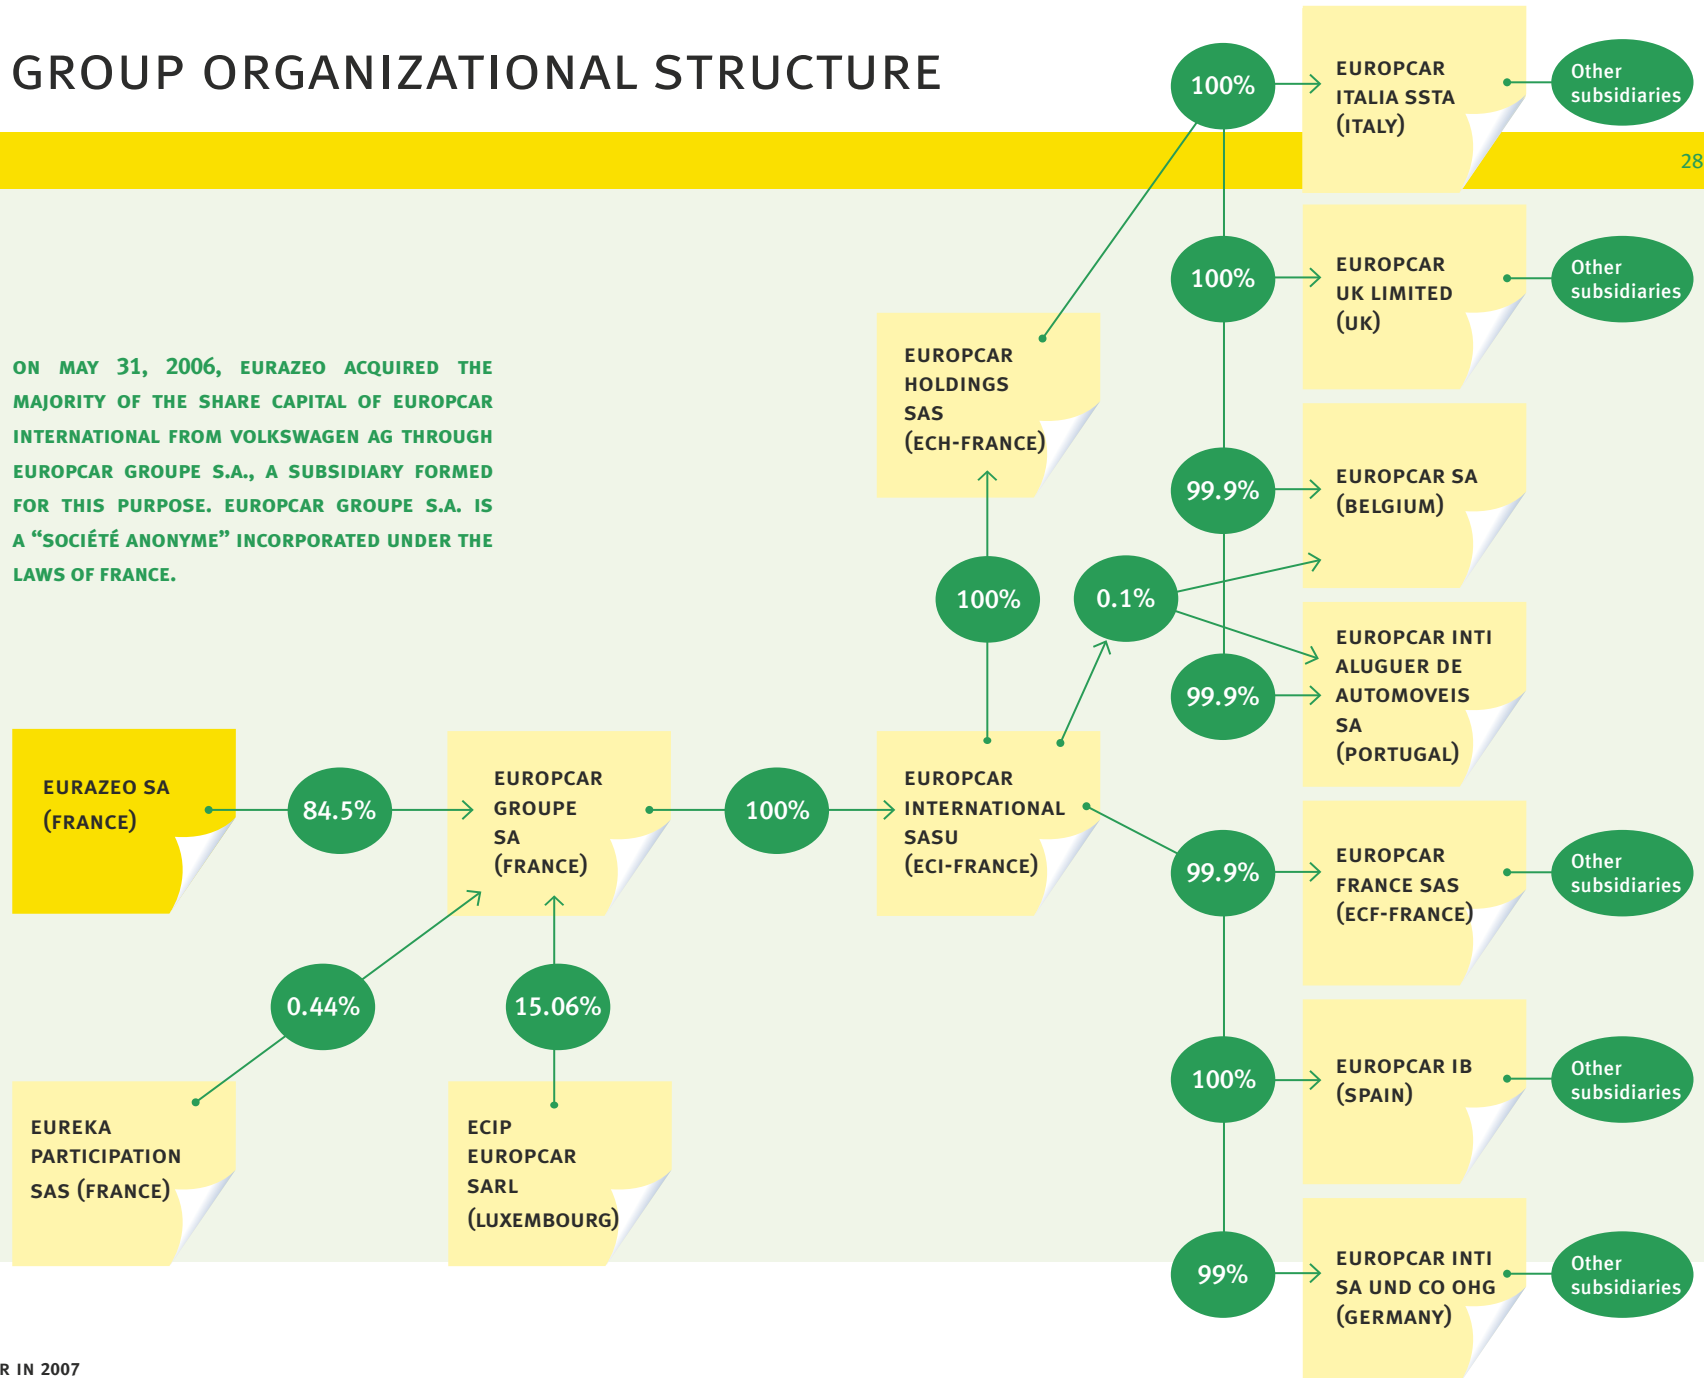 GROUP ORGANIZATIONAL STRUCTURE
28
ON MAY 31, 2006, EURAZEO ACQUIRED THE
MAJORITY OF THE SHARE CAPITAL OF EUROPCAR
INTERNATIONAL FROM VOLKSWAGEN AG THROUGH
EUROPCAR GROUPE S.A., A SUBSIDIARY FORMED
FOR THIS PURPOSE. EUROPCAR GROUPE S.A. IS
A “SOCIÉTÉ ANONYME” INCORPORATED UNDER THE
LAWS OF FRANCE.
EURAZEO SA
(FRANCE)
84.5%
EUROPCAR
GROUPE
SA
(FRANCE)
0.44%
15.06%
EUREKA
PARTICIPATION
SAS (FRANCE)
ECIP
EUROPCAR
SARL
(LUXEMBOURG)
100%
EUROPCAR
INTERNATIONAL
SASU
(ECI-FRANCE)
100%
0.1%
EUROPCAR
HOLDINGS
SAS
(ECH-FRANCE)
100%
EUROPCAR
ITALIA SSTA
(ITALY)
Other
subsidiaries
100%
EUROPCAR
UK LIMITED
(UK)
Other
subsidiaries
99.9%
EUROPCAR SA
(BELGIUM)
99.9%
EUROPCAR INTI
ALUGUER DE
AUTOMOVEIS
SA
(PORTUGAL)
99.9%
EUROPCAR
FRANCE SAS
(ECF-FRANCE)
Other
subsidiaries
100%
EUROPCAR IB
(SPAIN)
Other
subsidiaries
99%
EUROPCAR INTI
SA UND CO OHG
(GERMANY)
Other
subsidiaries
R IN 2007